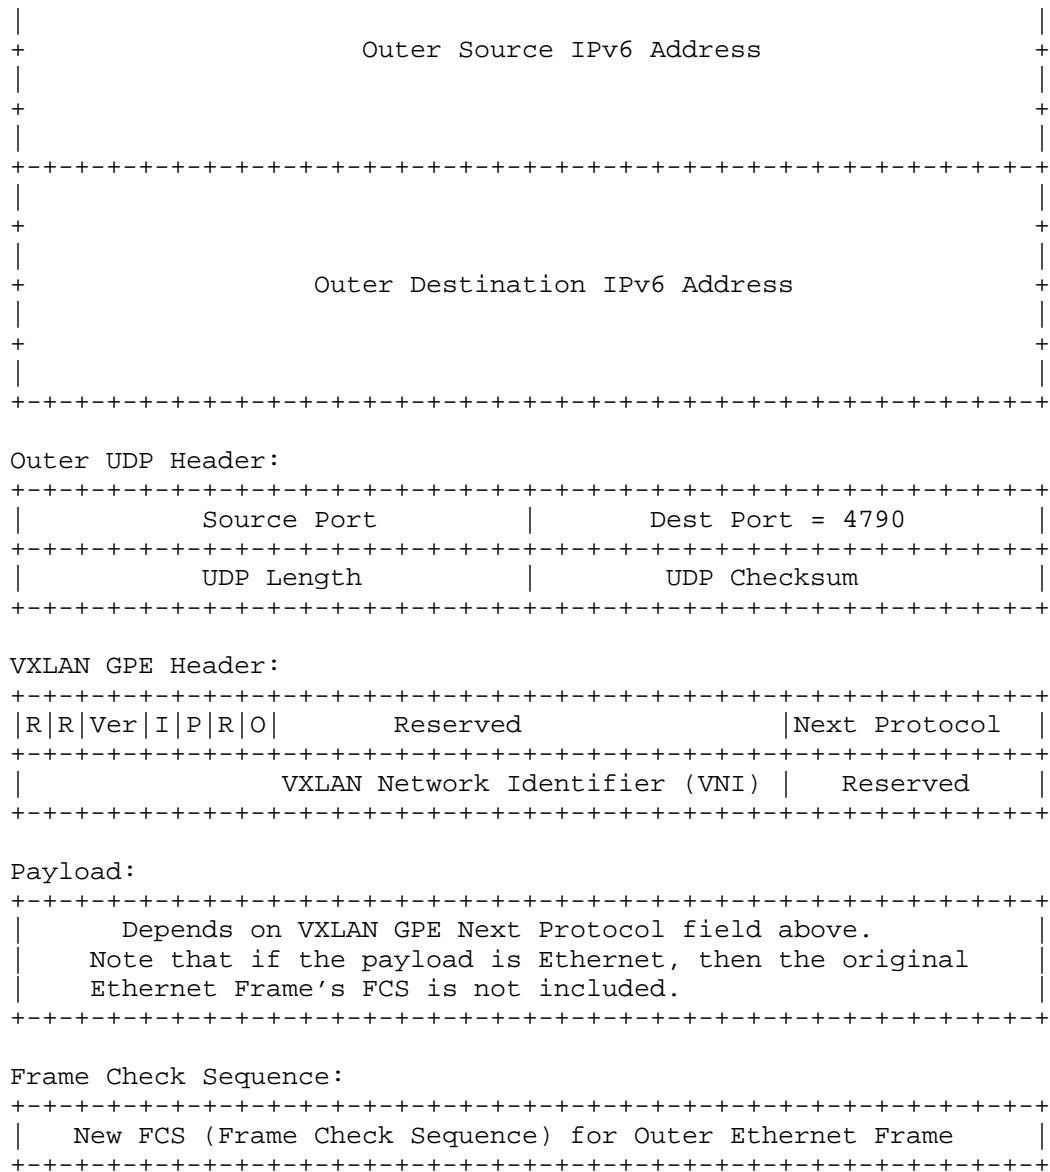 |                                                               |
+                     Outer Source IPv6 Address                 +
|                                                               |
+                                                               +
|                                                               |
+-+-+-+-+-+-+-+-+-+-+-+-+-+-+-+-+-+-+-+-+-+-+-+-+-+-+-+-+-+-+-+-+
|                                                               |
+                                                               +
|                                                               |
+                  Outer Destination IPv6 Address               +
|                                                               |
+                                                               +
|                                                               |
+-+-+-+-+-+-+-+-+-+-+-+-+-+-+-+-+-+-+-+-+-+-+-+-+-+-+-+-+-+-+-+-+

Outer UDP Header:
+-+-+-+-+-+-+-+-+-+-+-+-+-+-+-+-+-+-+-+-+-+-+-+-+-+-+-+-+-+-+-+-+
|           Source Port         |       Dest Port = 4790        |
+-+-+-+-+-+-+-+-+-+-+-+-+-+-+-+-+-+-+-+-+-+-+-+-+-+-+-+-+-+-+-+-+
|           UDP Length          |        UDP Checksum           |
+-+-+-+-+-+-+-+-+-+-+-+-+-+-+-+-+-+-+-+-+-+-+-+-+-+-+-+-+-+-+-+-+

VXLAN GPE Header:
+-+-+-+-+-+-+-+-+-+-+-+-+-+-+-+-+-+-+-+-+-+-+-+-+-+-+-+-+-+-+-+-+
|R|R|Ver|I|P|R|O|       Reserved                |Next Protocol  |
+-+-+-+-+-+-+-+-+-+-+-+-+-+-+-+-+-+-+-+-+-+-+-+-+-+-+-+-+-+-+-+-+
|                VXLAN Network Identifier (VNI) |   Reserved    |
+-+-+-+-+-+-+-+-+-+-+-+-+-+-+-+-+-+-+-+-+-+-+-+-+-+-+-+-+-+-+-+-+

Payload:
+-+-+-+-+-+-+-+-+-+-+-+-+-+-+-+-+-+-+-+-+-+-+-+-+-+-+-+-+-+-+-+-+
|      Depends on VXLAN GPE Next Protocol field above.          |
|    Note that if the payload is Ethernet, then the original    |
|    Ethernet Frame's FCS is not included.                      |
+-+-+-+-+-+-+-+-+-+-+-+-+-+-+-+-+-+-+-+-+-+-+-+-+-+-+-+-+-+-+-+-+

Frame Check Sequence:
+-+-+-+-+-+-+-+-+-+-+-+-+-+-+-+-+-+-+-+-+-+-+-+-+-+-+-+-+-+-+-+-+
|   New FCS (Frame Check Sequence) for Outer Ethernet Frame     |
+-+-+-+-+-+-+-+-+-+-+-+-+-+-+-+-+-+-+-+-+-+-+-+-+-+-+-+-+-+-+-+-+